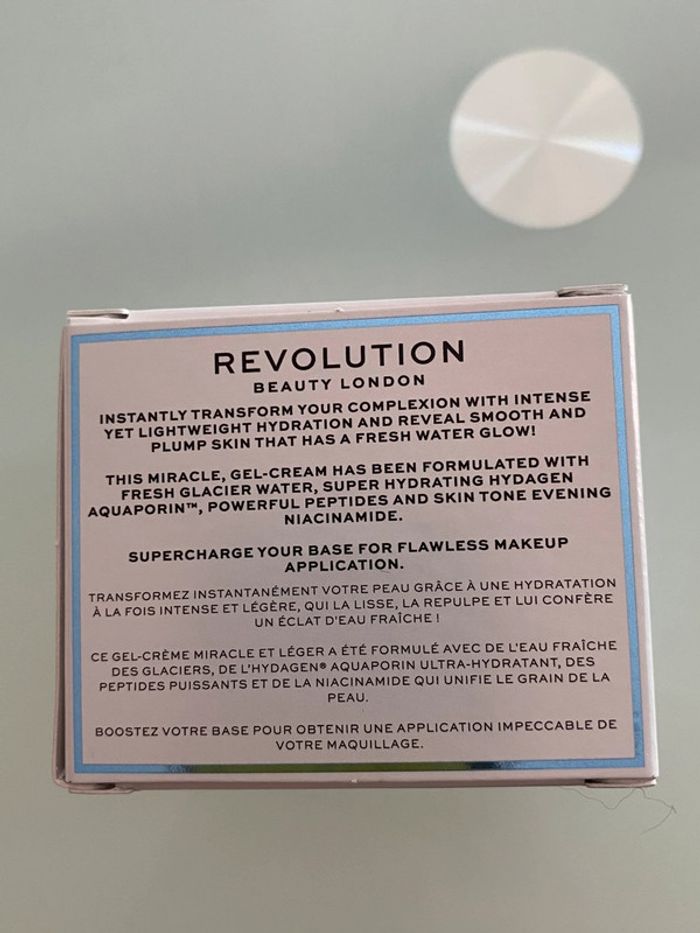 REVOLUTION
BEAUTY LONDON
INSTANTLY TRANSFORM YOUR COMPLEXION WITH INTENSE
YET LIGHTWEIGHT HYDRATION AND REVEAL SMOOTH AND
PLUMP SKIN THAT HAS A FRESH WATER GLOW!
THIS MIRACLE, GEL-CREAM HAS BEEN FORMULATED WITH
FRESH GLACIER WATER, SUPER HYDRATING HYDAGEN
AQUAPORIN™, POWERFUL PEPTIDES AND SKIN TONE EVENING
NIACINAMIDE.
SUPERCHARGE YOUR BASE FOR FLAWLESS MAKEUP
APPLICATION.
TRANSFORMEZ INSTANTANÉMENT VOTRE PEAU GRÂCE À UNE HYDRATATION
À LA FOIS INTENSE ET LÉGÈRE, QUI LA LISSE, LA REPULPE ET LUI CONFÈRE
UN ÉCLAT D'EAU FRAÎCHE !
CE GEL-CRÈME MIRACLE ET LÉGER A ÉTÉ FORMULÉ AVEC DE L'EAU FRAÎCHE
DES GLACIERS, DE L'HYDAGEN® AQUAPORIN ULTRA-HYDRATANT, DES
PEPTIDES PUISSANTS ET DE LA NIACINAMIDE QUI UNIFIE LE GRAIN DE LA
PEAU.
BOOSTEZ VOTRE BASE POUR OBTENIR UNE APPLICATION IMPECCABLE DE
VOTRE MAQUILLAGE.